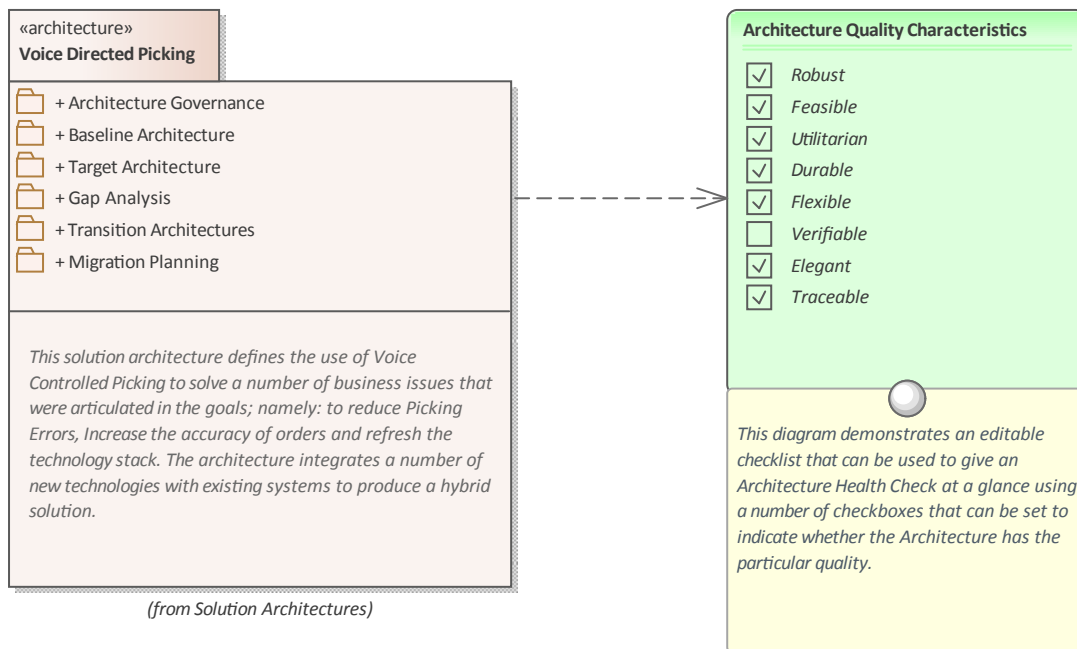 «architecture»
Voice Directed Picking
+ Architecture Governance
+ Baseline Architecture
+ Target Architecture
+ Gap Analysis
+ Transition Architectures
+ Migration Planning
This solution architecture defines the use of Voice
Controlled Picking to solve a number of business issues that
were articulated in the goals; namely: to reduce Picking
Errors, Increase the accuracy of orders and refresh the
technology stack. The architecture integrates a number of
new technologies with existing systems to produce a hybrid
solution.
(from Solution Architectures)
Architecture Quality Characteristics
Robust
Feasible
Utilitarian
Durable
Flexible
Verifiable
Elegant
Traceable
This diagram demonstrates an editable
checklist that can be used to give an
Architecture Health Check at a glance using
a number of checkboxes that can be set to
indicate whether the Architecture has the
particular quality.